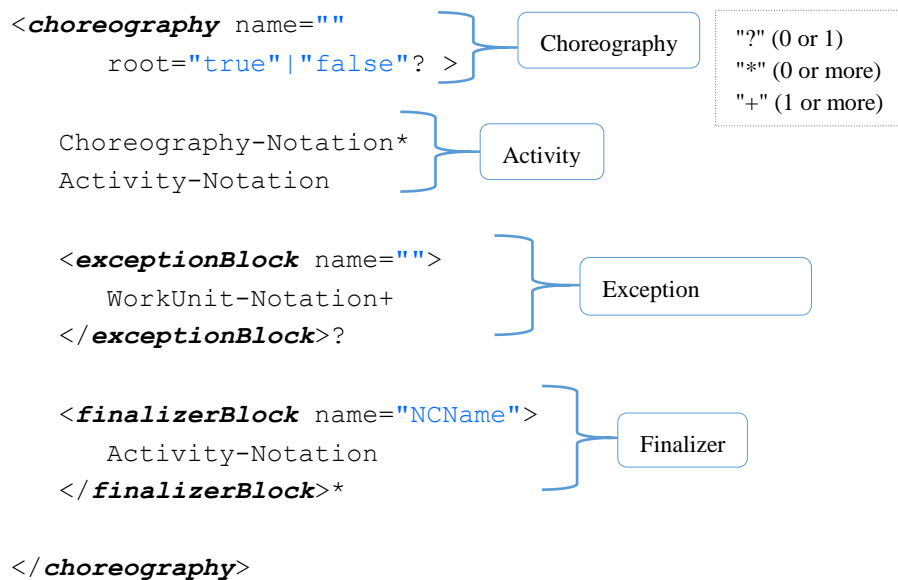 <choreography name=""
root="true"|"false"? >
Choreography
"?" (0 or 1)
"*" (0 or more)
"+" (1 or more)
Choreography-Notation*
Activity-Notation
Activity
<exceptionBlock name="">
WorkUnit-Notation+
</exceptionBlock>?
Exception
<finalizerBlock name="NCName">
Activity-Notation
</finalizerBlock>*
Finalizer
</choreography>